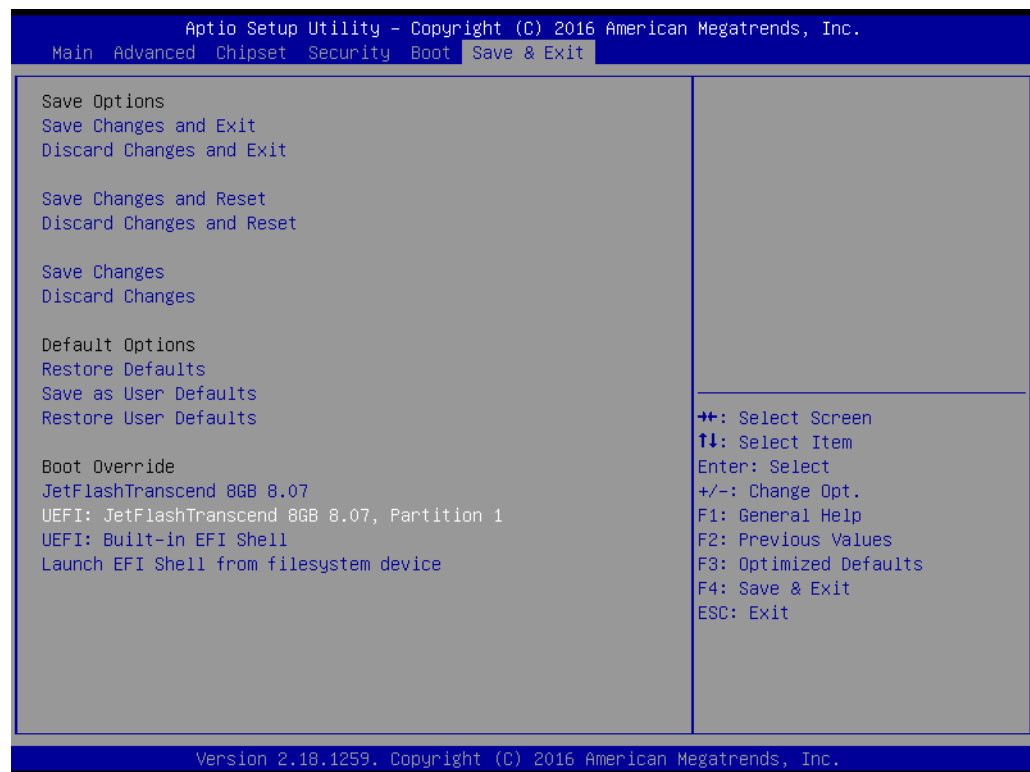 Aptio Setup Utility – Copyright (C) 2016 American Megatrends, Inc.
Main Advanced Chipset Security Boot Save & Exit
Save Options
Save Changes and Exit
Discard Changes and Exit
Save Changes and Reset
Discard Changes and Reset
Save Changes
Discard Changes
Default Options
Restore Defaults
Save as User Defaults
Restore User Defaults
Boot Override
JetFlashTranscend 8GB 8.07
UEFI: JetFlashTranscend 8GB 8.07, Partition 1
UEFI: Built-in EFI Shell
Launch EFI Shell from filesystem device
→←: Select Screen
↑↓: Select Item
Enter: Select
+/-: Change Opt.
F1: General Help
F2: Previous Values
F3: Optimized Defaults
F4: Save & Exit
ESC: Exit
Version 2.18.1259. Copyright (C) 2016 American Megatrends, Inc.